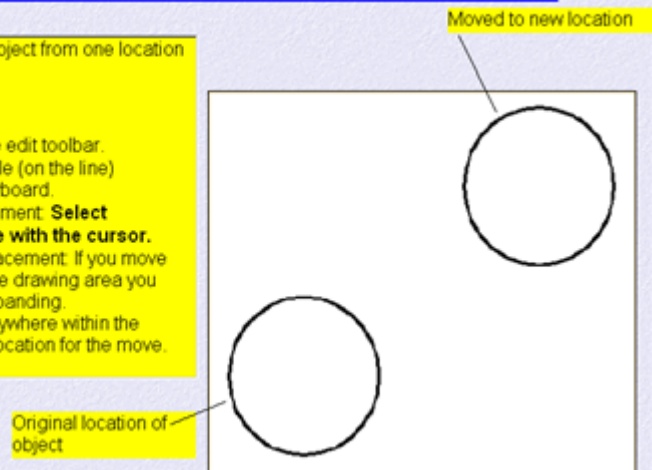 Moved to new location
oject from one location
edit toolbar.
le (on the line)
board.
ment: Select
with the cursor.
acement: If you move
e drawing area you
panding.
ywhere within the
ocation for the move.
Original location of
object